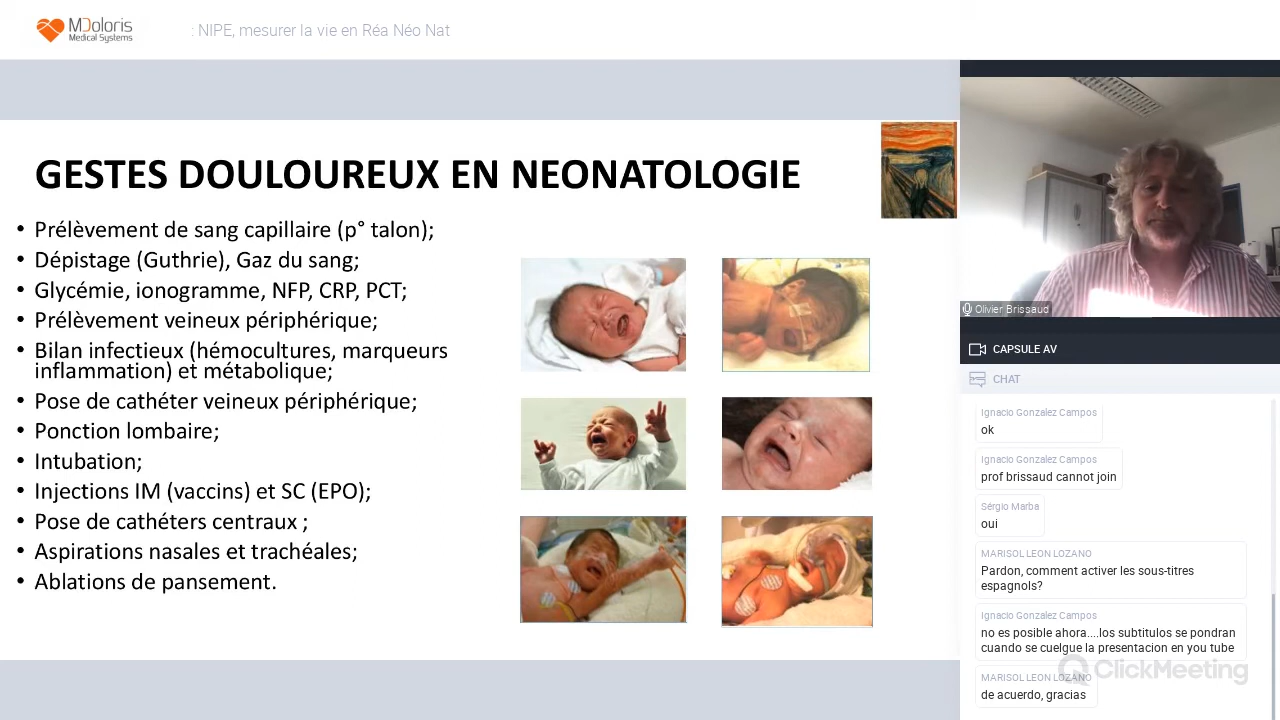 MDoloris
Medical Systems
: NIPE, mesurer la vie en Réa Néo Nat
GESTES DOULOUREUX EN NEONATOLOGIE
• Prélèvement de sang capillaire (p° talon);
• Dépistage (Guthrie), Gaz du sang;
• Glycémie, ionogramme, NFP, CRP, PCT;
• Prélèvement veineux periphérique;
• Bilan infectieux (hémocultures, marqueurs
inflammation) et métabolique;
• Pose de cathéter veineux périphérique;
• Ponction lombaire;
• Intubation;
• Injections IM (vaccins) et SC (EPO);
• Pose de cathéters centraux ;
• Aspirations nasales et trachéales;
• Ablations de pansement.
Olivier Brissaud
CAPSULE AV
CHAT
Ignacio Gonzalez Campos
ok
Ignacio Gonzalez Campos
prof brissaud cannot join
Sérgio Marba
oui
MARISOL LEON LOZANO
Pardon, comment activer les sous-titres
espagnols?
Ignacio Gonzalez Campos
no es posible ahora....los subtitulos se pondran
cuando se cuelgue la presentacion en you tube
ClickMeeting
MARISOL LEON LOZANO
de acuerdo, gracias